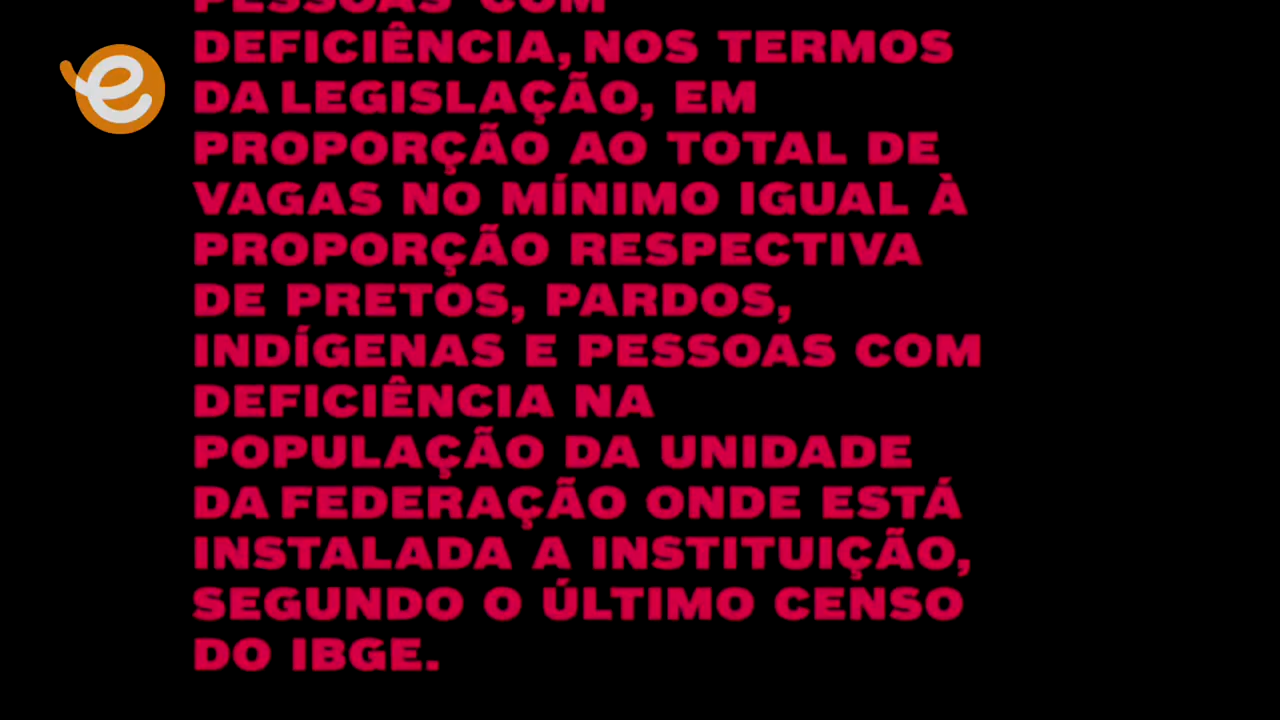 PESSOAS COM
DEFICIÊNCIA, NOS TERMOS
DA LEGISLAÇÃO, EM
PROPORÇÃO AO TOTAL DE
VAGAS NO MÍNIMO IGUAL À
PROPORÇÃO RESPECTIVA
DE PRETOS, PARDOS,
INDÍGENAS E PESSOAS COM
DEFICIÊNCIA NA
POPULAÇÃO DA UNIDADE
DA FEDERAÇÃO ONDE ESTÁ
INSTALADA A INSTITUIÇÃO,
SEGUNDO O ÚLTIMO CENSO
DO IBGE.
e